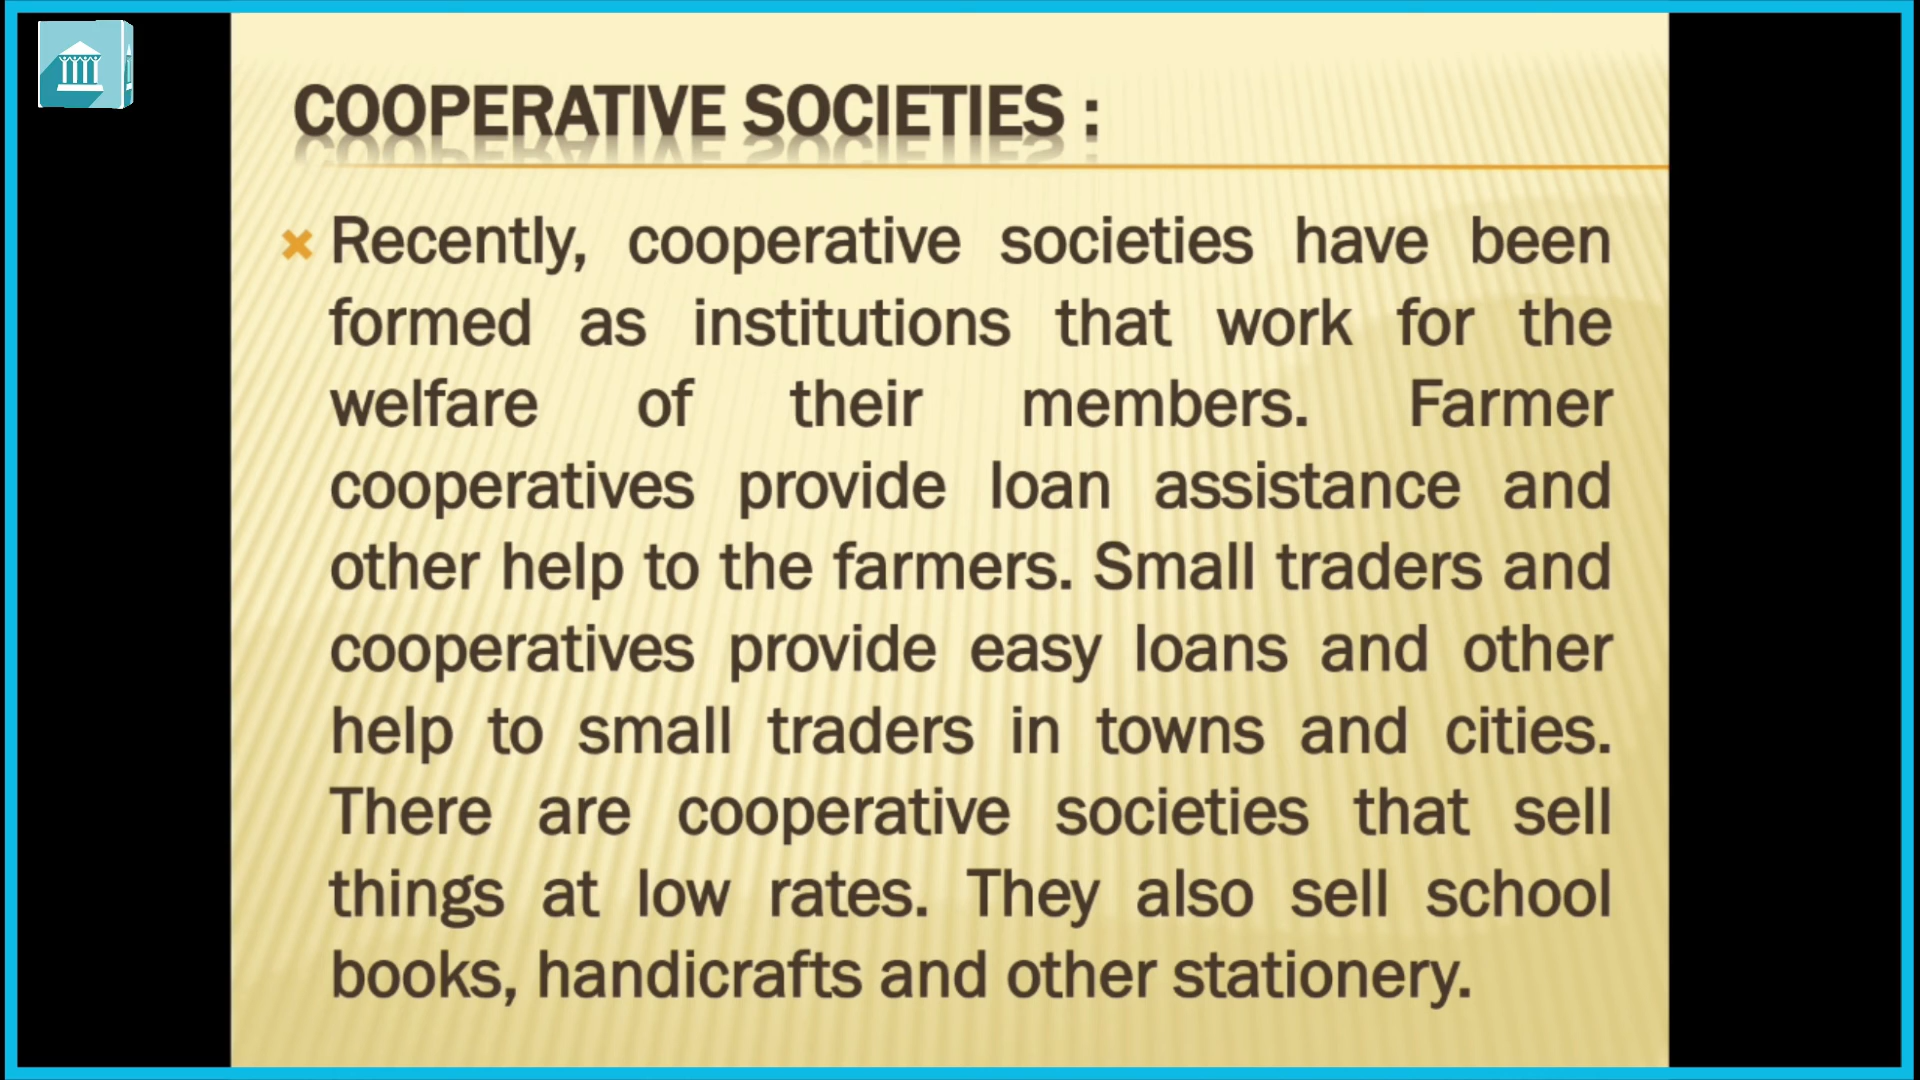 COOPERATIVE SOCIETIES :
Recently, cooperative societies have been
formed as institutions that work for the
welfare of their members. Farmer
cooperatives provide loan assistance and
other help to the farmers. Small traders and
cooperatives provide easy loans and other
help to small traders in towns and cities.
There are cooperative societies that sell
things at low rates. They also sell school
books, handicrafts and other stationery.